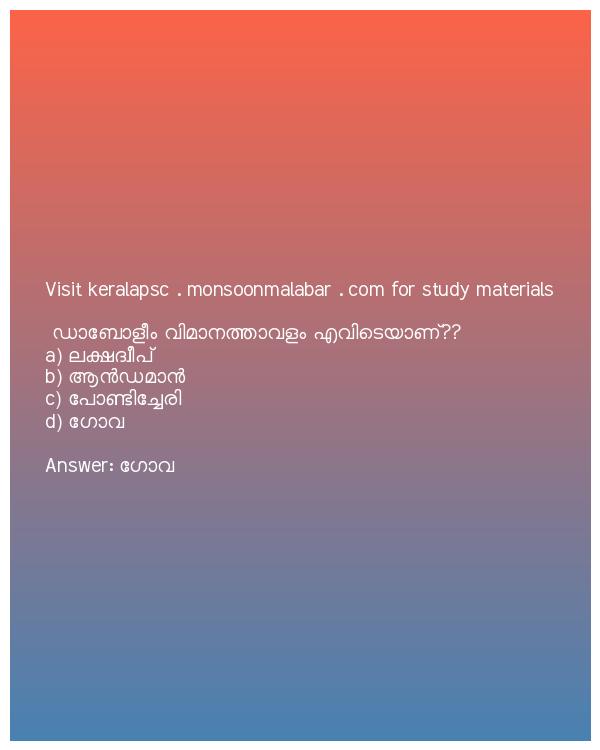 Visit keralapsc . monsoonmalabar . com for study materials
ഡാബോളീം വിമാനത്താവളം എവിടെയാണ്??
a) ലക്ഷദ്വീപ്
b) ആൻഡമാൻ
c) പോണ്ടിച്ചേരി
d) ഗോവ
Answer: ഗോവ